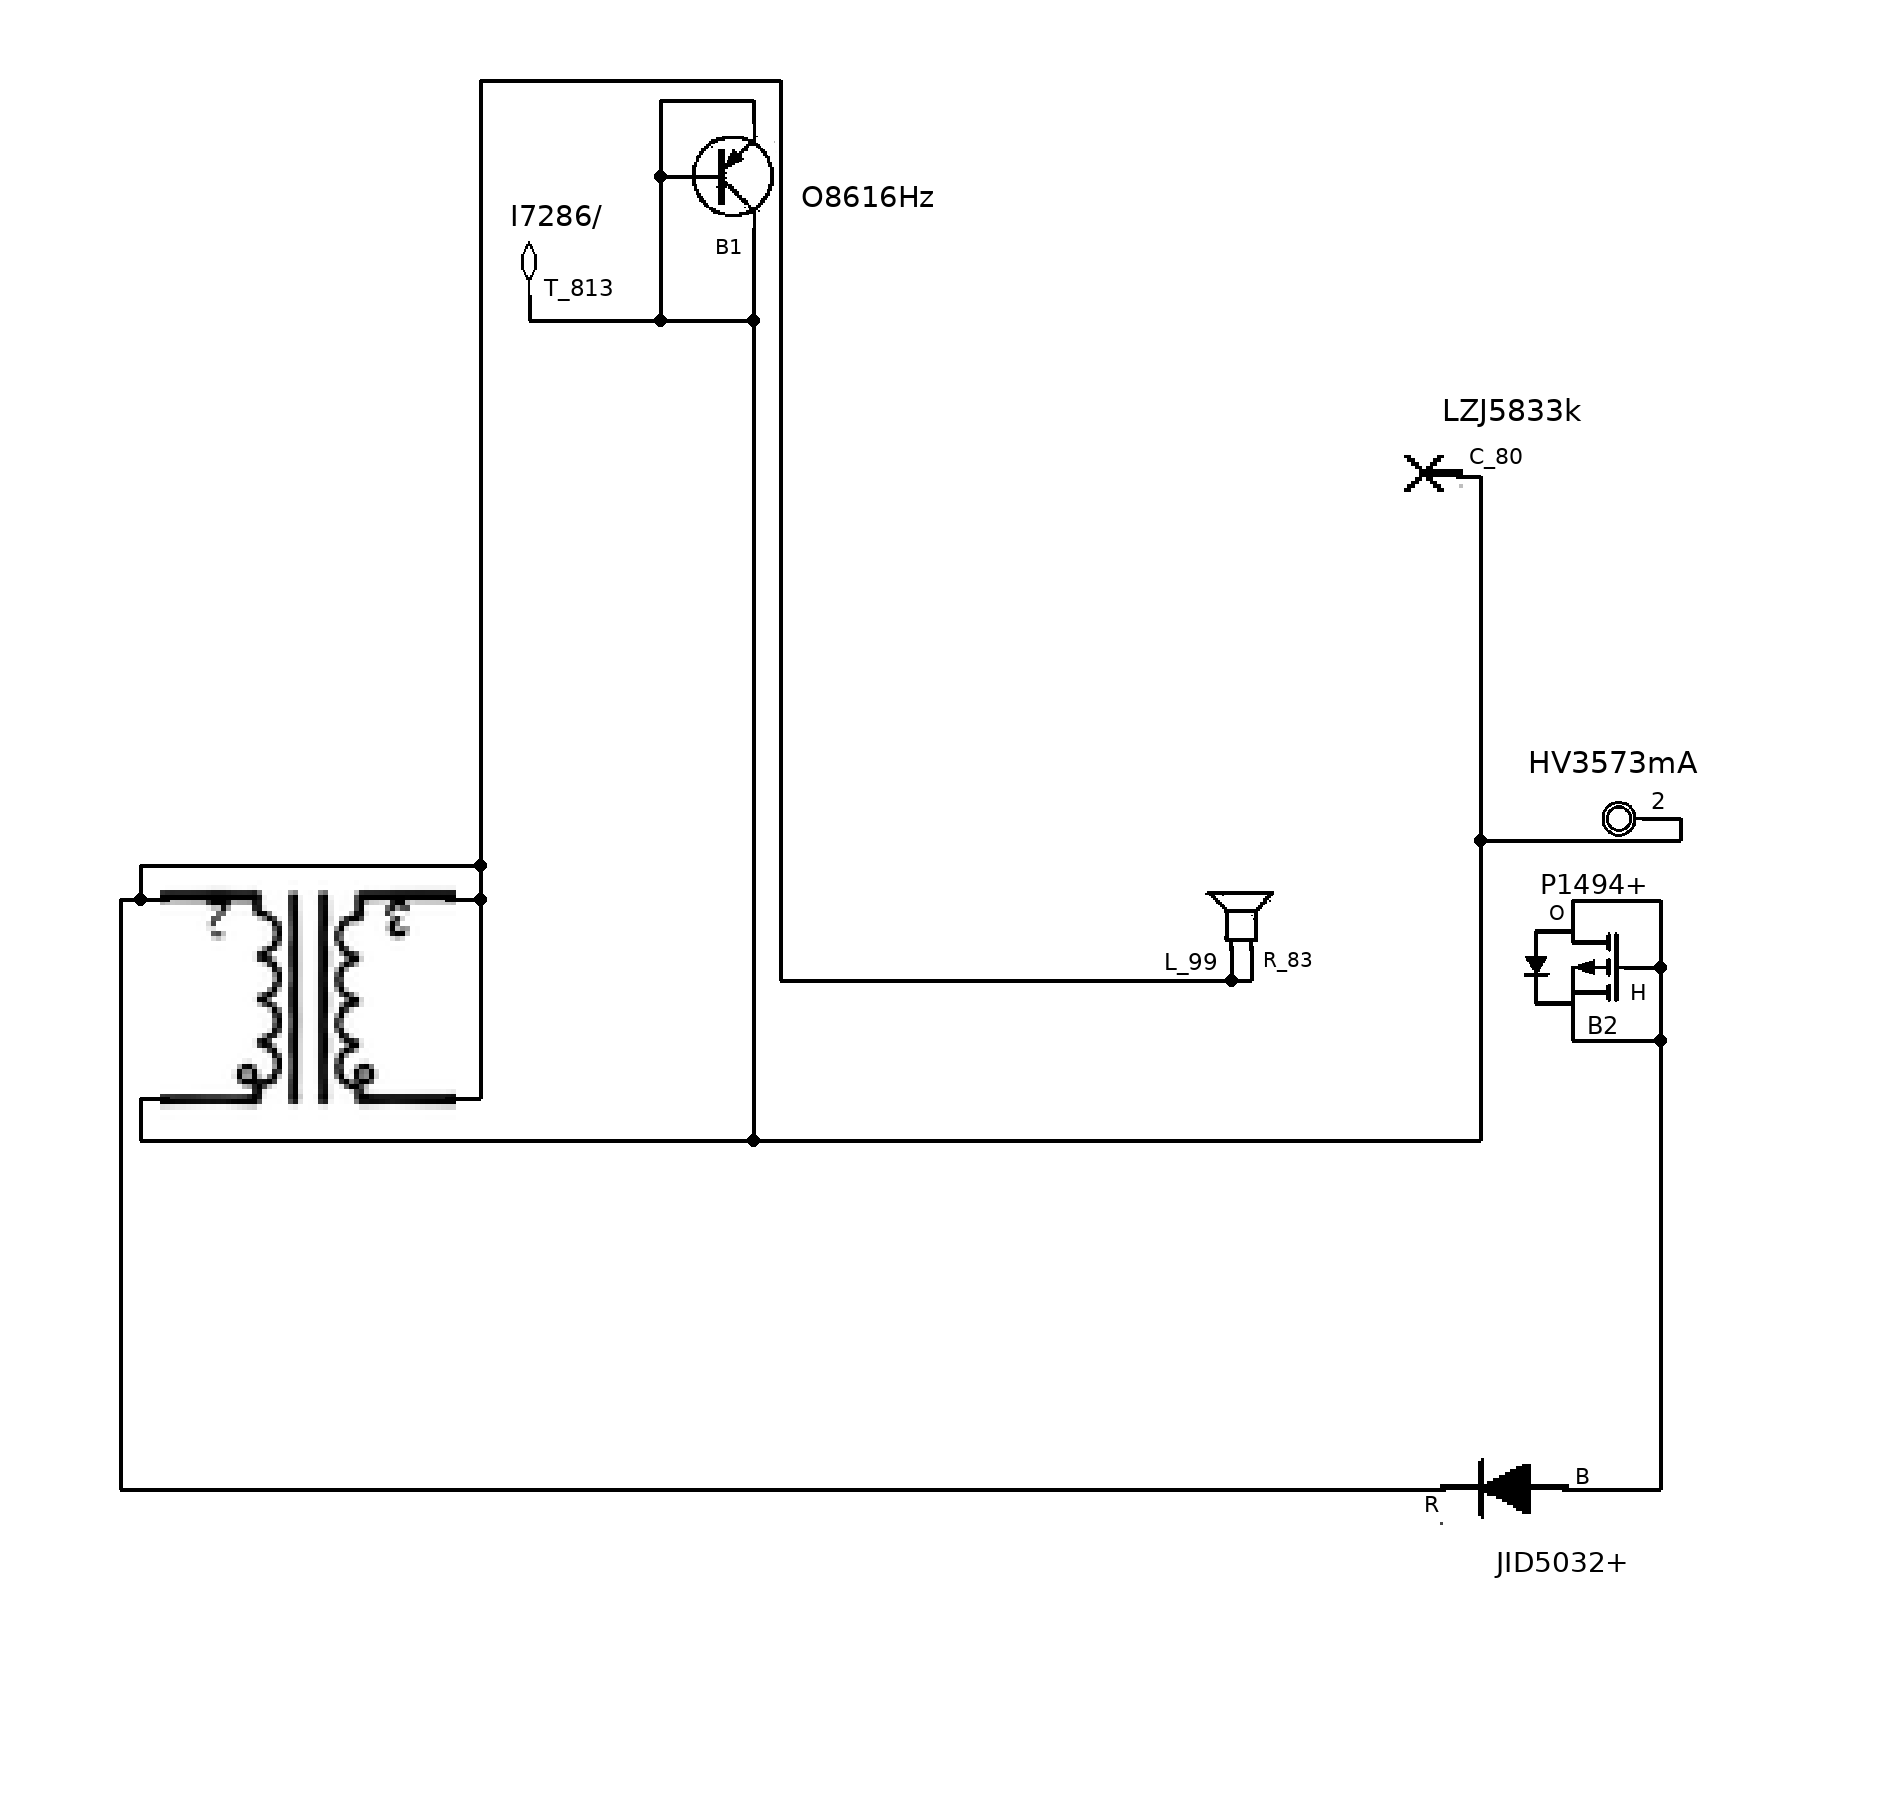 O8616Hz
I7286/
B1
T_813
LZJ5833k
C_80
HV3573mA
2
P1494+
O
L_99
R_83
H
B2
B
R
JID5032+